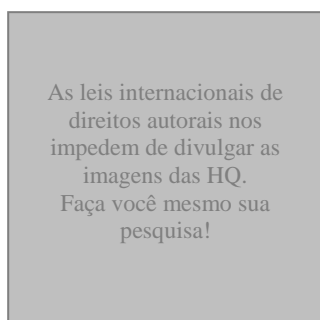 As leis internacionais de
direitos autorais nos
impedem de divulgar as
imagens das HQ.
Faça você mesmo sua
pesquisa!